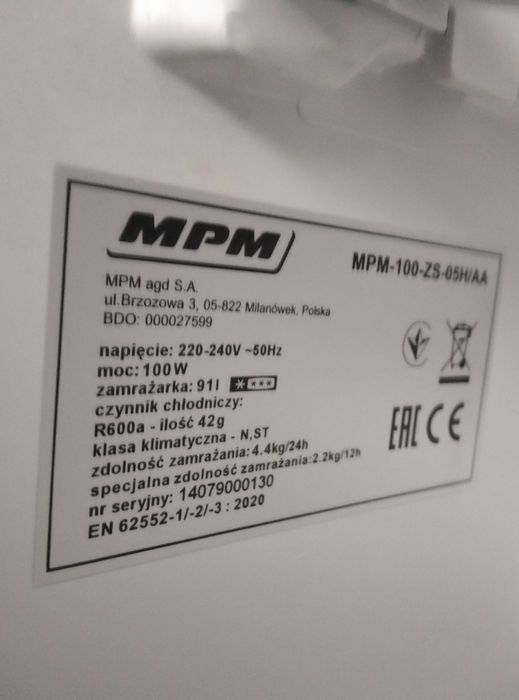 MPM
MPM-100-ZS-05H/AA
MPM agd S.A.
ul.Brzozowa 3, 05-822 Milanówek, Polska
BDO: 000027599
napięcie: 220-240V ~50Hz
moc: 100W
zamrażarka: 91l
czynnik chłodniczy:
R600a - ilość 42g
klasa klimatyczna - N,ST
zdolność zamrażania: 4.4kg/24h
specjalna zdolność zamrażania:2.2kg/12h
nr seryjny: 14079000130
EN 62552-1/-2/-3 : 2020
EAC CE